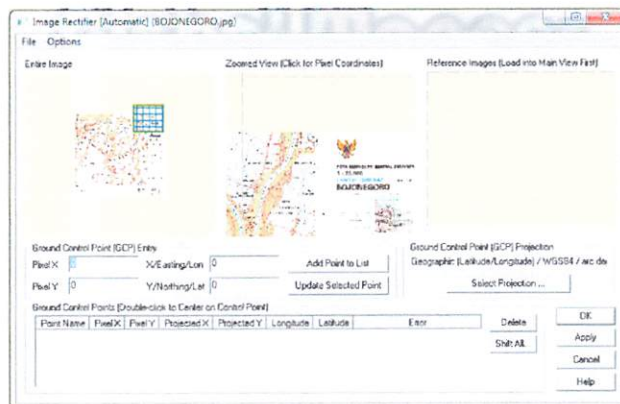 Image Rectifier (Automatic) (BOJONEGORO.jpg)
File Options
Entire Image
Zoomed View (Click for Pixel Coordinates)
Reference Images (Load into Main View First)
BOJONEGORO
Ground Control Point (GCP) Entry
Pixel X
X/Easting/Lon 0
Add Point to List
Pixel Y 0
Y/Northing/Lat 0
Update Selected Point
Ground Control Point (GCP) Projection
Geographic (Latitude/Longitude) / WGS84 / arc de
Select Projection ...
Ground Control Points (Double-click to Center on Control Point)
Point Name Pixel X Pixel Y Projected X Projected Y Longitude Latitude Error
Delete
Shift All
OK
Apply
Cancel
Help